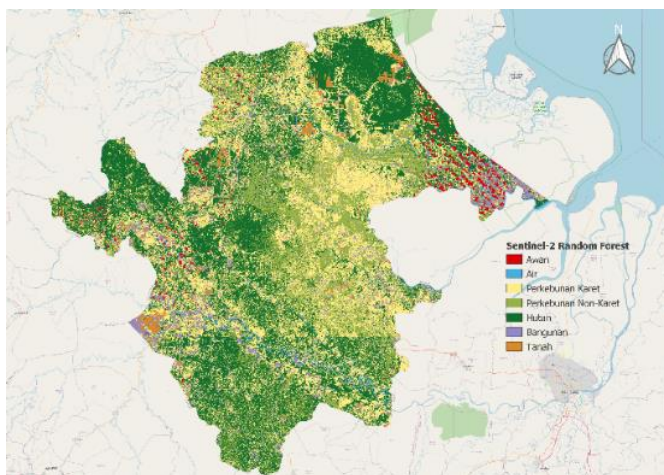 N
Sentinel-2 Random Forest
Awan
Air
Perkebunan Karet
Perkebunan Non-Karet
Hutan
Bangunan
Tanah